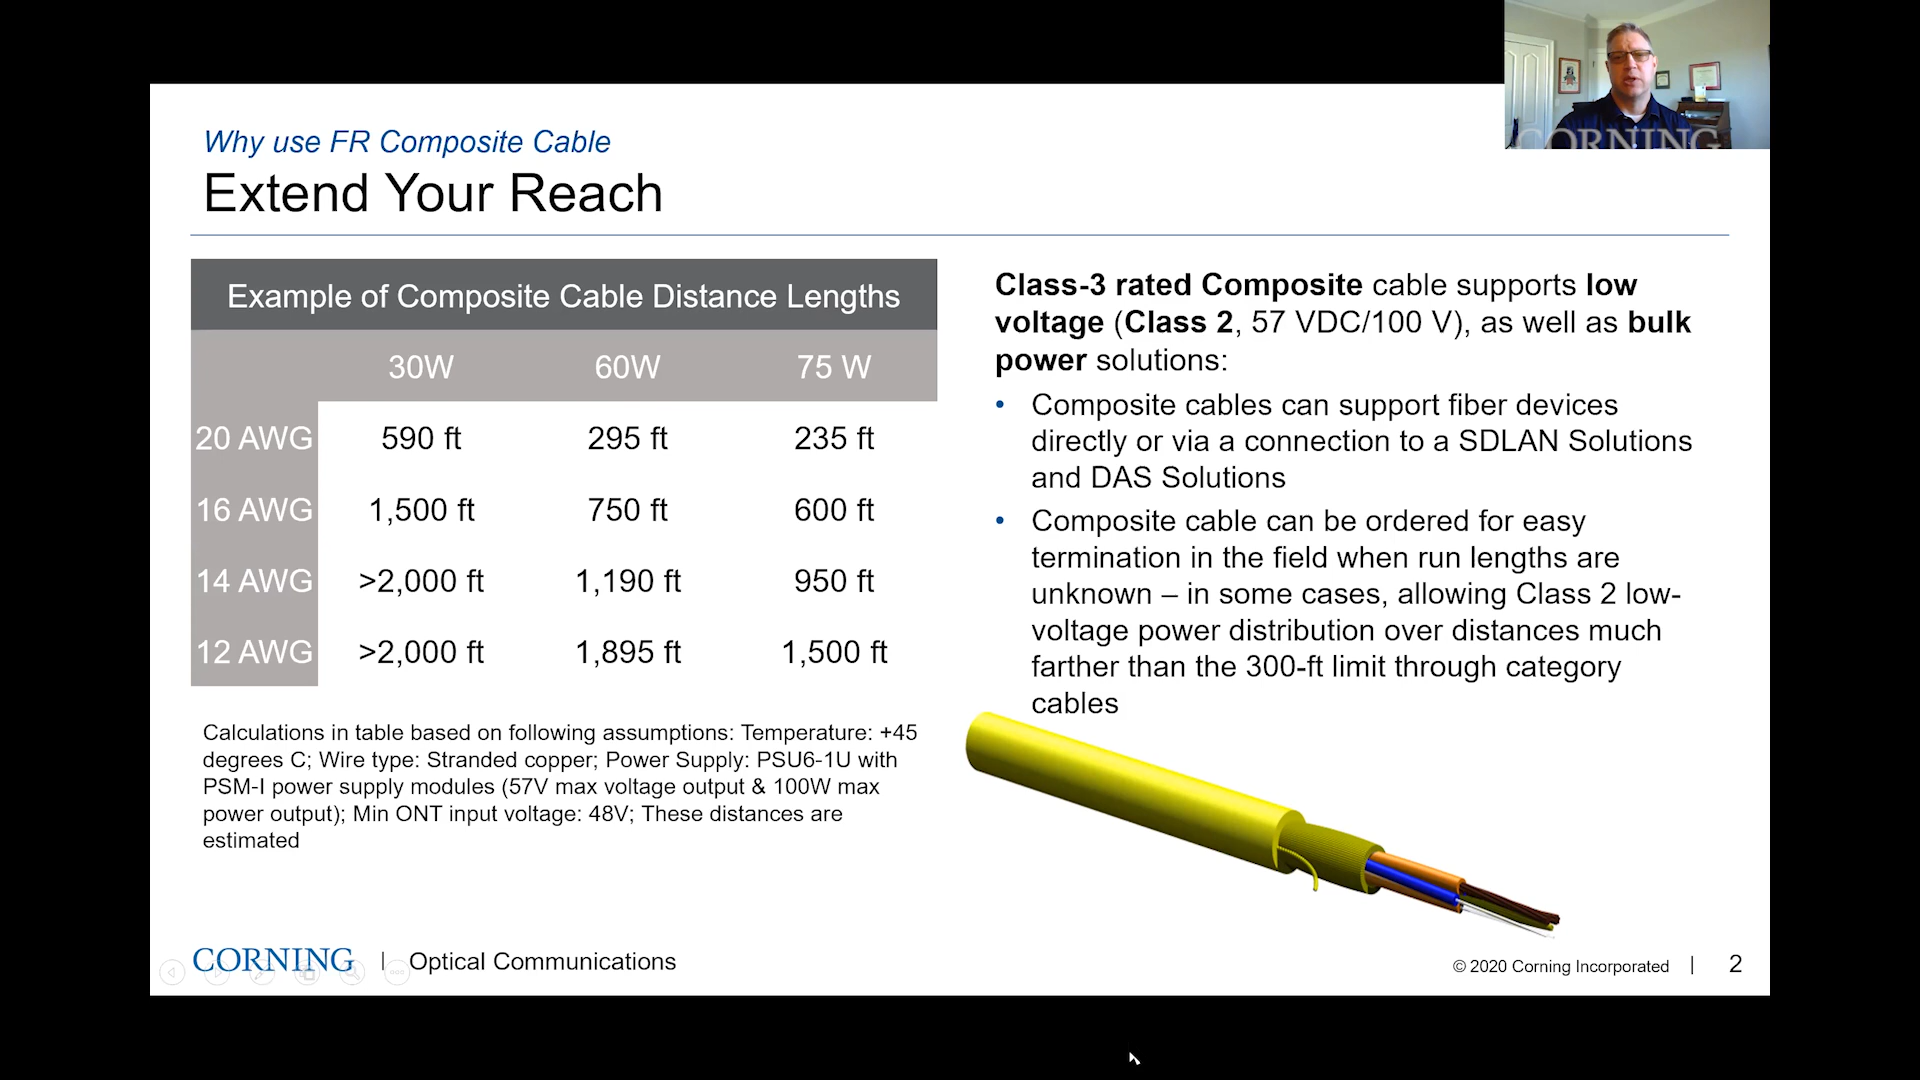 CORNING
Why use FR Composite Cable
Extend Your Reach
Example of Composite Cable Distance Lengths
30W 60W 75 W
20 AWG 590 ft 295 ft 235 ft
16 AWG 1,500 ft 750 ft 600 ft
14 AWG >2,000 ft 1,190 ft 950 ft
12 AWG >2,000 ft 1,895 ft 1,500 ft
Calculations in table based on following assumptions: Temperature: +45
degrees C; Wire type: Stranded copper; Power Supply: PSU6-1U with
PSM-I power supply modules (57V max voltage output & 100W max
power output); Min ONT input voltage: 48V; These distances are
estimated
Class-3 rated Composite cable supports low
voltage (Class 2, 57 VDC/100 V), as well as bulk
power solutions:
• Composite cables can support fiber devices
directly or via a connection to a SDLAN Solutions
and DAS Solutions
• Composite cable can be ordered for easy
termination in the field when run lengths are
unknown – in some cases, allowing Class 2 low-
voltage power distribution over distances much
farther than the 300-ft limit through category
cables
CORNING | Optical Communications
© 2020 Corning Incorporated | 2